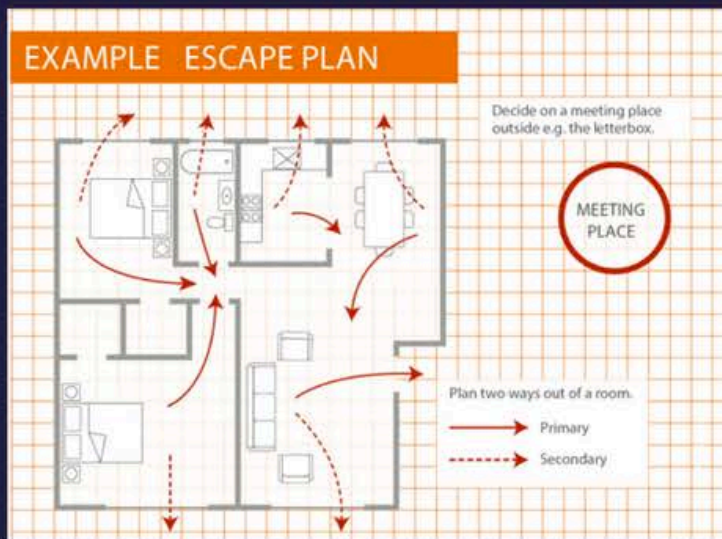 EXAMPLE ESCAPE PLAN
Decide on a meeting place
outside e.g. the letterbox.
MEETING
PLACE
Plan two ways out of a room.
Primary
Secondary